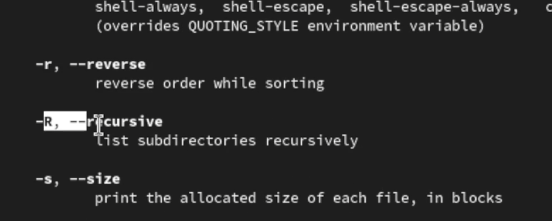 shell-always, shell-escape, shell-escape-always, c
(overrides QUOTING_STYLE environment variable)
-r, --reverse
reverse order while sorting
-R, --recursive
list subdirectories recursively
-s, --size
print the allocated size of each file, in blocks